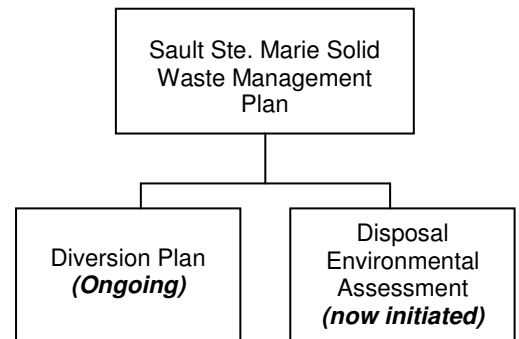 Sault Ste. Marie Solid
Waste Management
Plan
Diversion Plan
(Ongoing)
Disposal
Environmental
Assessment
(now initiated)